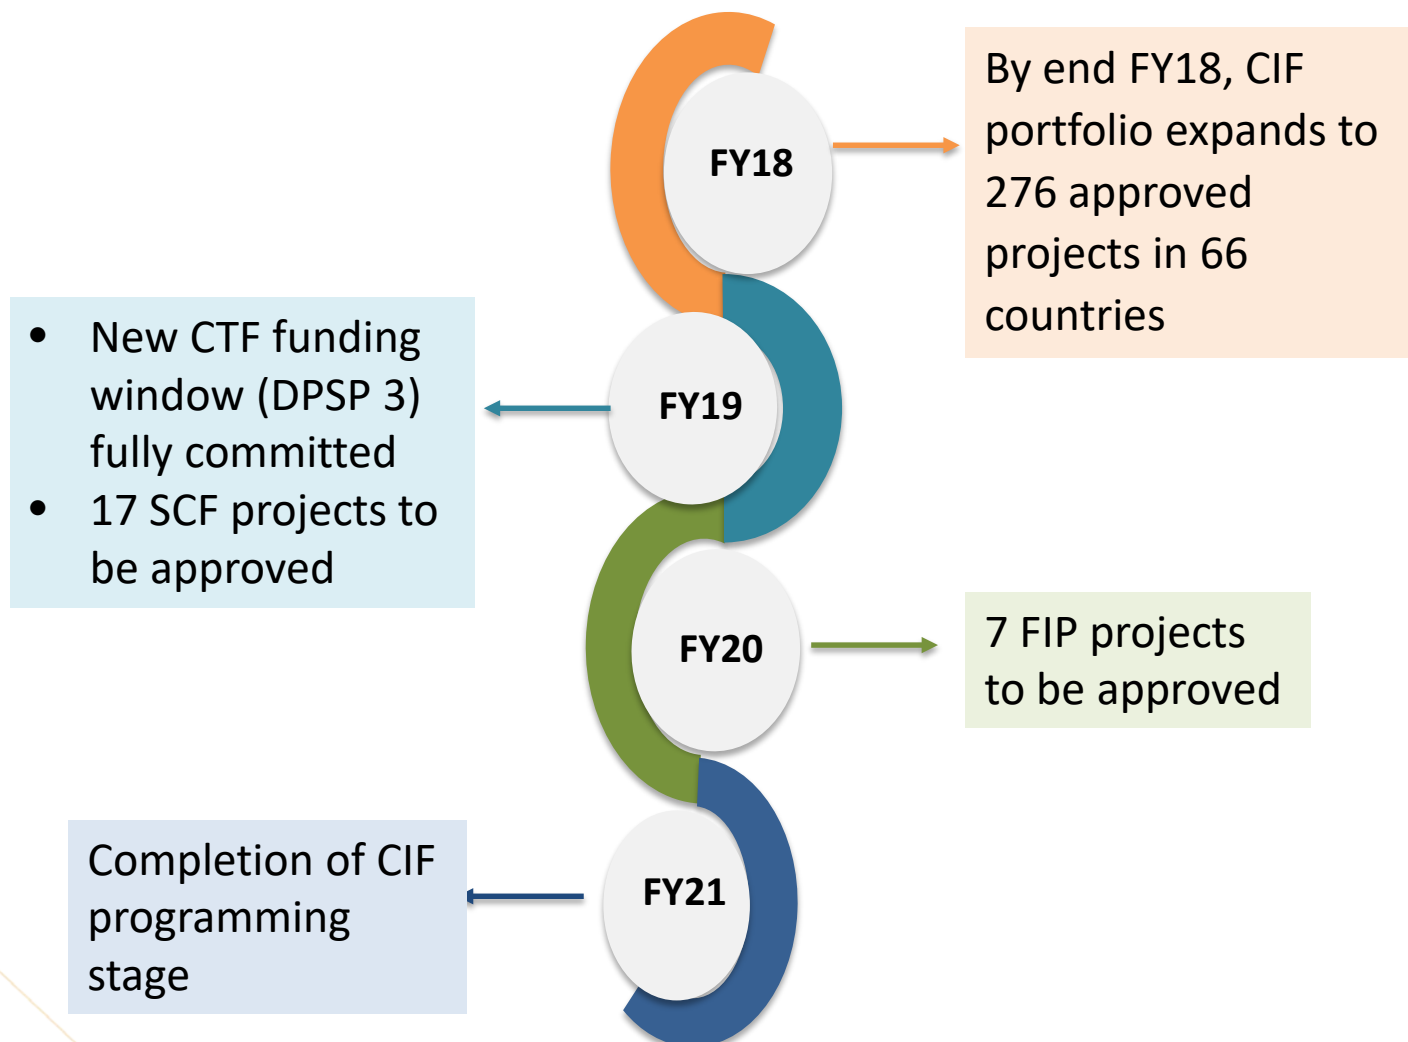 FY18
By end FY18, CIF
portfolio expands to
276 approved
projects in 66
countries
• New CTF funding
window (DPSP 3)
fully committed
• 17 SCF projects to
be approved
FY19
FY20
7 FIP projects
to be approved
Completion of CIF
programming
stage
FY21